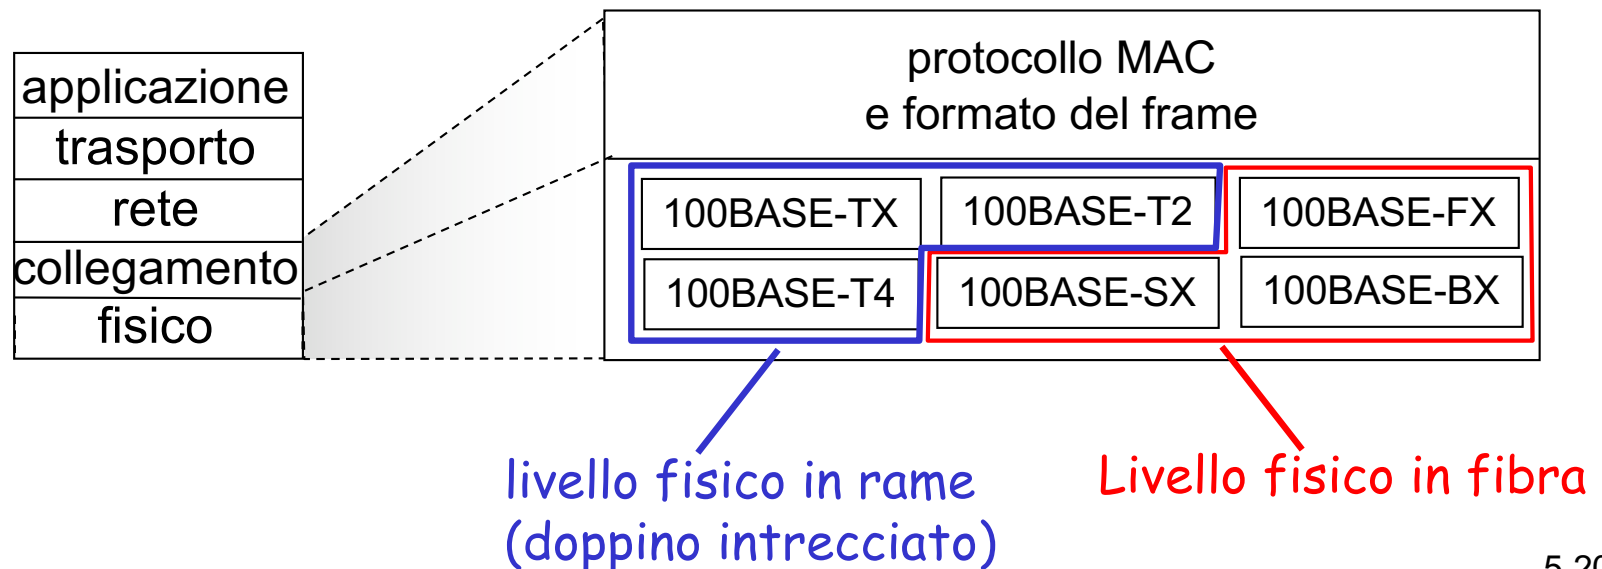 applicazione
trasporto
rete
collegamento
fisico
protocollo MAC
e formato del frame
100BASE-TX
100BASE-T2
100BASE-FX
100BASE-T4
100BASE-SX
100BASE-BX
livello fisico in rame
(doppino intrecciato)
Livello fisico in fibra